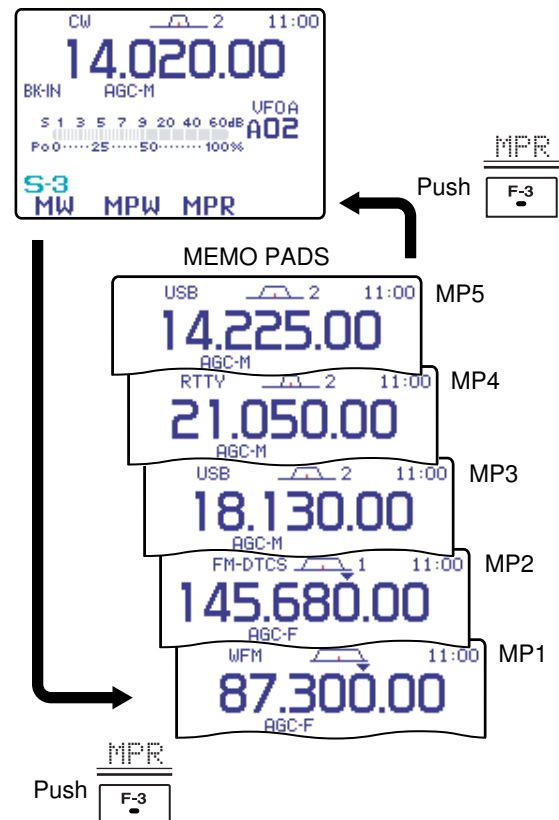 CW 2 11:00
14.020.00
BK-IN AGC-M
VFOA
S 1 3 5 7 9 20 40 60dB A02
Po0·····25·····50·······100%
S-3
MW MPW MPR
MPR
Push F-3
MEMO PADS
USB 2 11:00 MP5
14.225.00
AGC-M
RTTY 2 11:00 MP4
21.050.00
AGC-M
USB 2 11:00 MP3
18.130.00
AGC-M
FM-DTCS 1 11:00 MP2
145.680.00
AGC-F
WFM 11:00 MP1
87.300.00
AGC-F
MPR
Push F-3